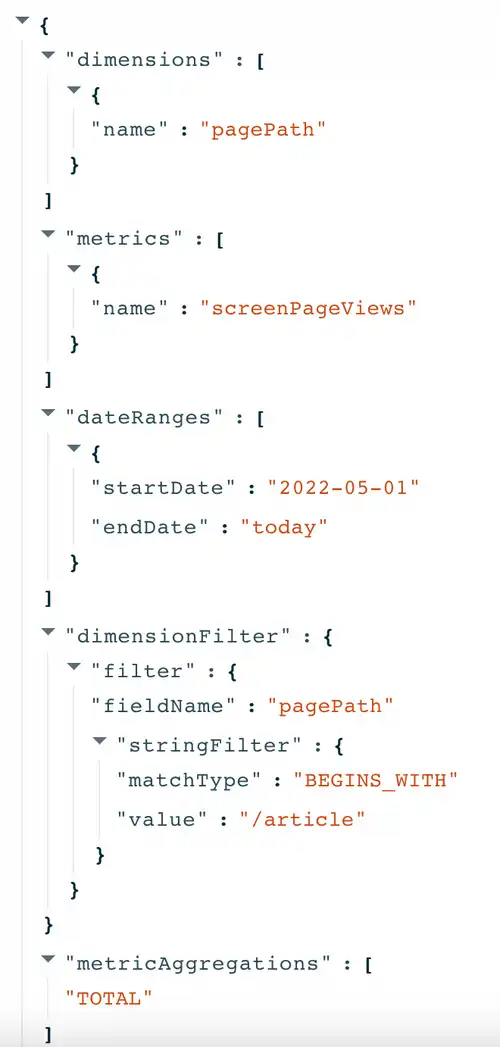 {
"dimensions" : [
{
"name" : "pagePath"
}
]
"metrics" : [
{
"name" : "screenPageViews"
}
]
"dateRanges" : [
{
"startDate" : "2022-05-01"
"endDate" : "today"
}
]
"dimensionFilter" : {
"filter" : {
"fieldName" : "pagePath"
"stringFilter" : {
"matchType" : "BEGINS_WITH"
"value" : "/article"
}
}
}
"metricAggregations" : [
"TOTAL"
]